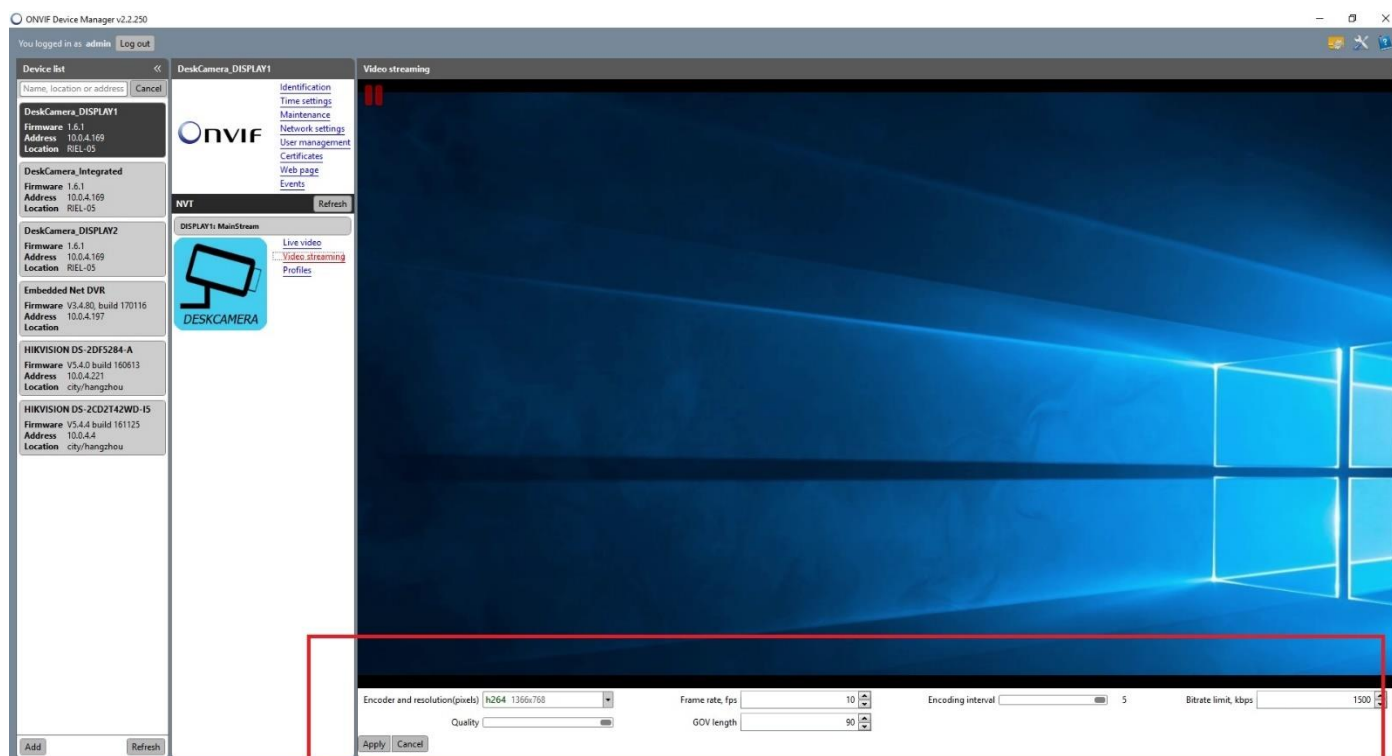 ONVIF Device Manager v2.2.250
You logged in as admin Log out
Device list «
Name, location or address Cancel
DeskCamera_DISPLAY1
Firmware 1.6.1
Address 10.0.4.169
Location RIEL-05
DeskCamera_Integrated
Firmware 1.6.1
Address 10.0.4.169
Location RIEL-05
DeskCamera_DISPLAY2
Firmware 1.6.1
Address 10.0.4.169
Location RIEL-05
Embedded Net DVR
Firmware V3.4.80, build 170116
Address 10.0.4.197
Location
HIKVISION DS-2DF5284-A
Firmware V5.4.0 build 160613
Address 10.0.4.221
Location city/hangzhou
HIKVISION DS-2CD2T42WD-I5
Firmware V5.4.4 build 161125
Address 10.0.4.4
Location city/hangzhou
Add Refresh
DeskCamera_DISPLAY1
ONVIF
Identification
Time settings
Maintenance
Network settings
User management
Certificates
Web page
Events
NVT Refresh
DISPLAY1: MainStream
DESKCAMERA
Live video
Video streaming
Profiles
Video streaming
Encoder and resolution(pixels) h264 1366x768 Frame rate, fps 10 Encoding interval 5 Bitrate limit, kbps 1500
Quality GOV length 90
Apply Cancel